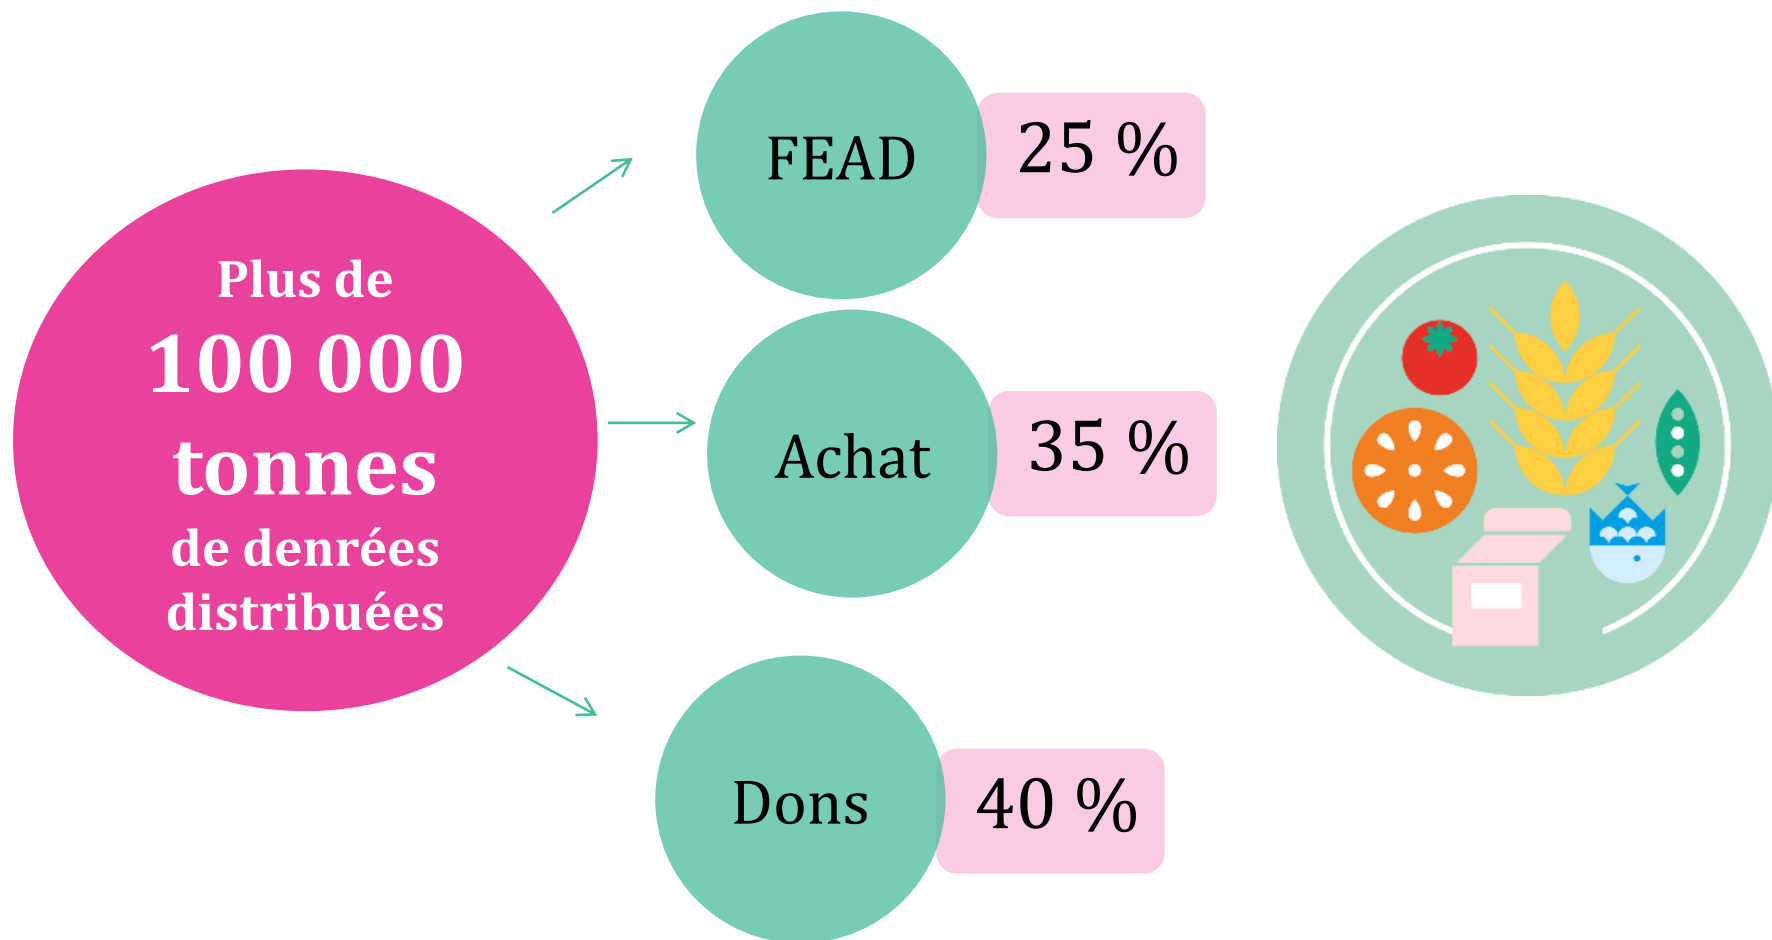 Plus de
100 000
tonnes
de denrées
distribuées
FEAD
25 %
Achat
35 %
Dons
40 %